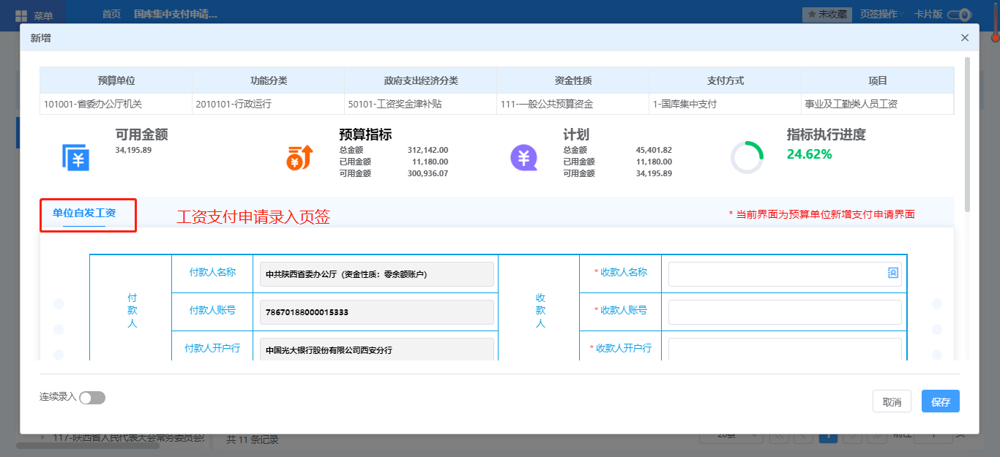 菜单 首页 国库集中支付申请... ★ 未收藏 页签操作 卡片版
新增
预算单位 功能分类 政府支出经济分类 资金性质 支付方式 项目
101001-省委办公厅机关 2010101-行政运行 50101-工资奖金津补贴 111-一般公共预算资金 1-国库集中支付 事业及工勤类人员工资
可用金额 预算指标 计划 指标执行进度
34,195.89 总金额 312,142.00 总金额 45,401.82 24.62%
已用金额 11,180.00 已用金额 11,180.00
可用金额 300,936.07 可用金额 34,195.89
单位自发工资 工资支付申请录入页签 * 当前界面为预算单位新增支付申请界面
付款人 付款人名称 中共陕西省委办公厅（资金性质：零余额账户） 收款人 * 收款人名称
付款人账号 78670188000015333 * 收款人账号
付款人开户行 中国光大银行股份有限公司西安分行 * 收款人开户行
连续录入 取消 保存
117-陕西省人民代表大会常务委员会 共 11 条记录 20条 1 前往 1 页